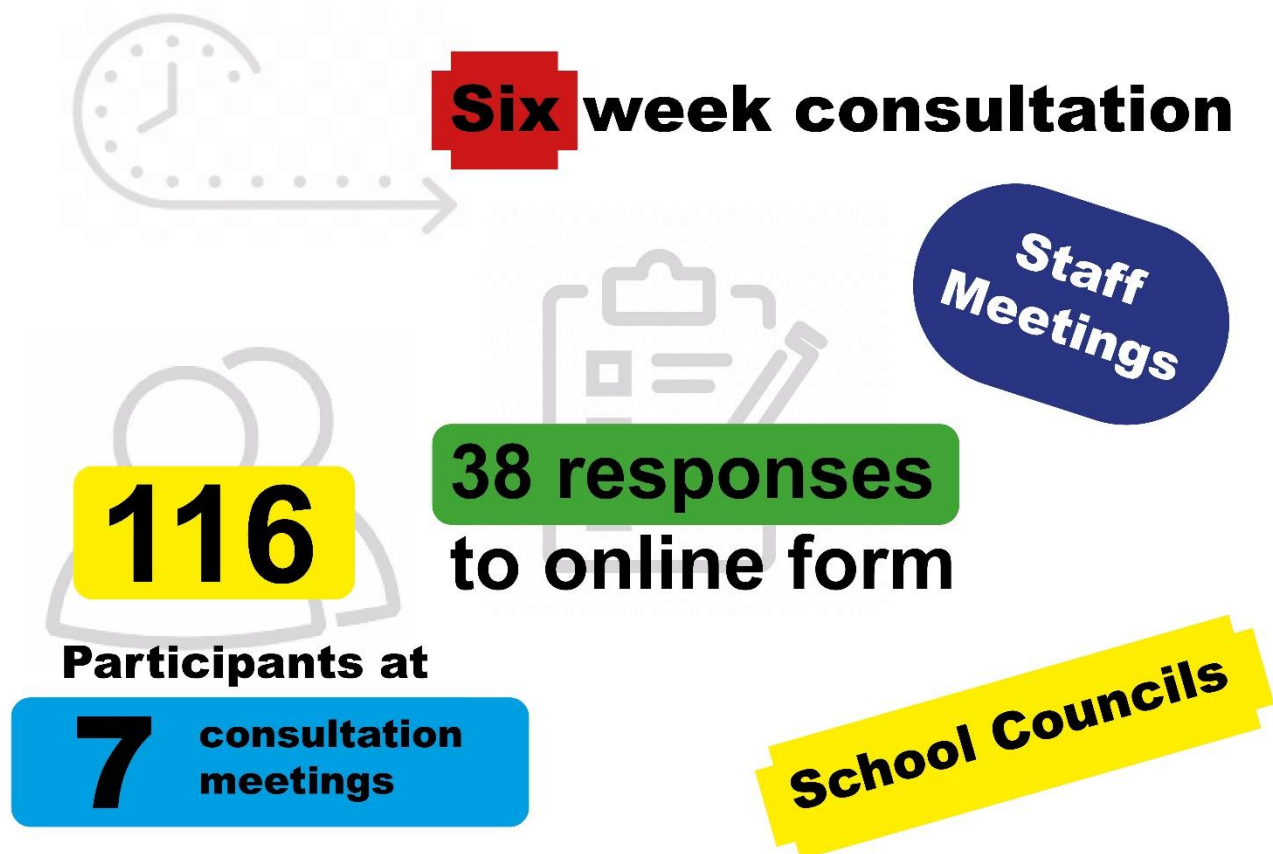 Six week consultation
Staff
Meetings
38 responses
to online form
116
Participants at
7 consultation
meetings
School Councils